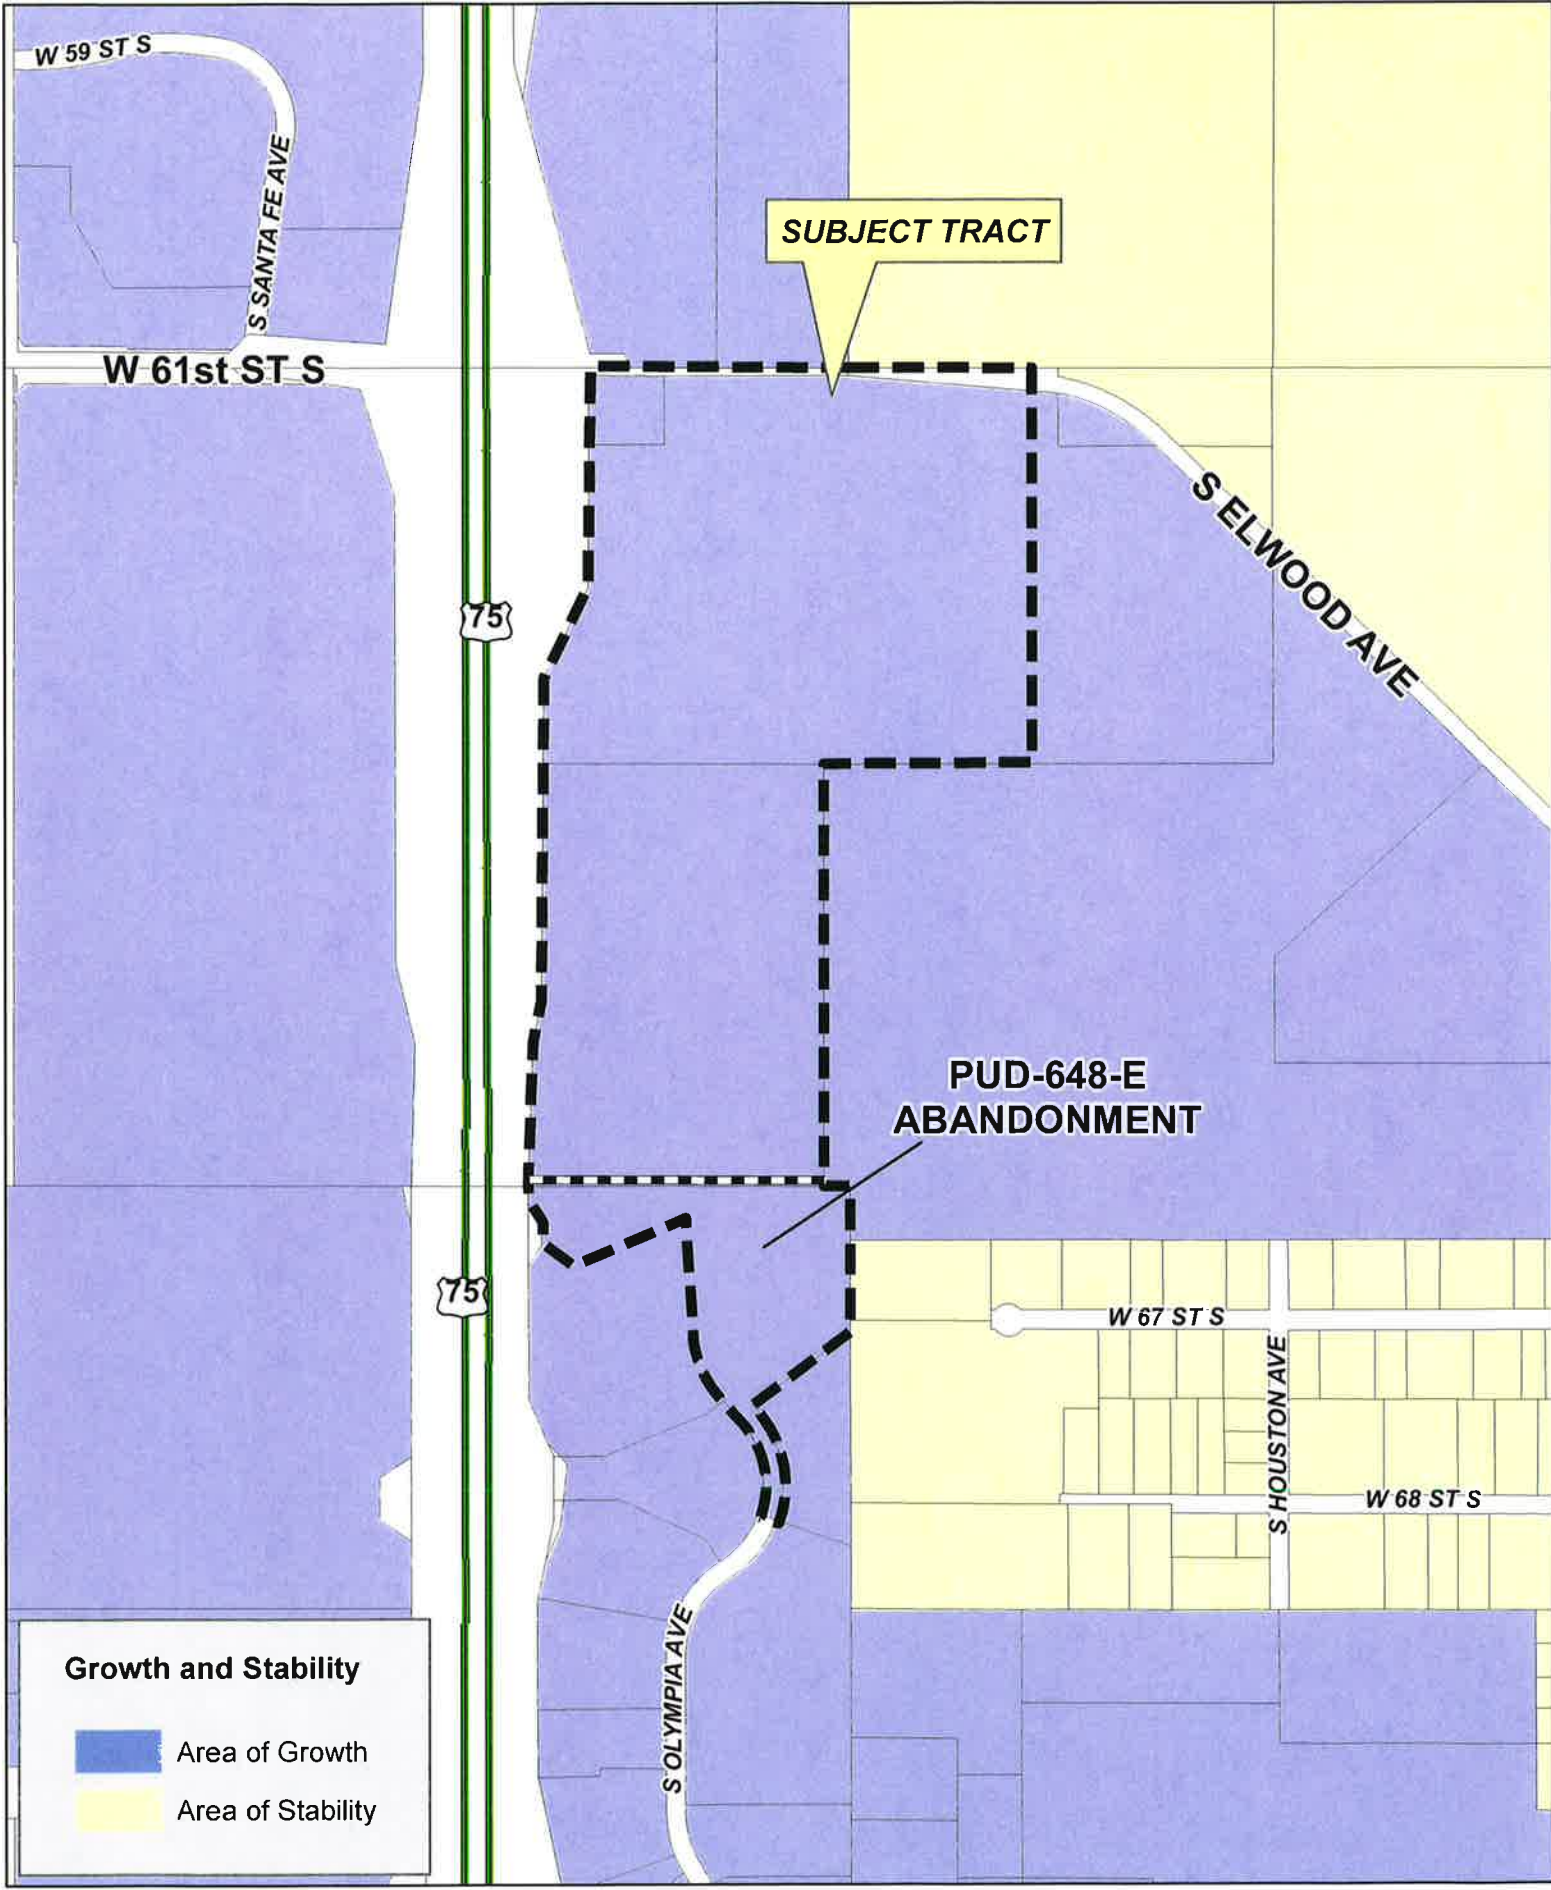 W 59 ST S
S SANTA FE AVE
SUBJECT TRACT
W 61st ST S
S ELWOOD AVE
75
PUD-648-E
ABANDONMENT
75
W 67 ST S
S HOUSTON AVE
W 68 ST S
S OLYMPIA AVE
Growth and Stability
Area of Growth
Area of Stability